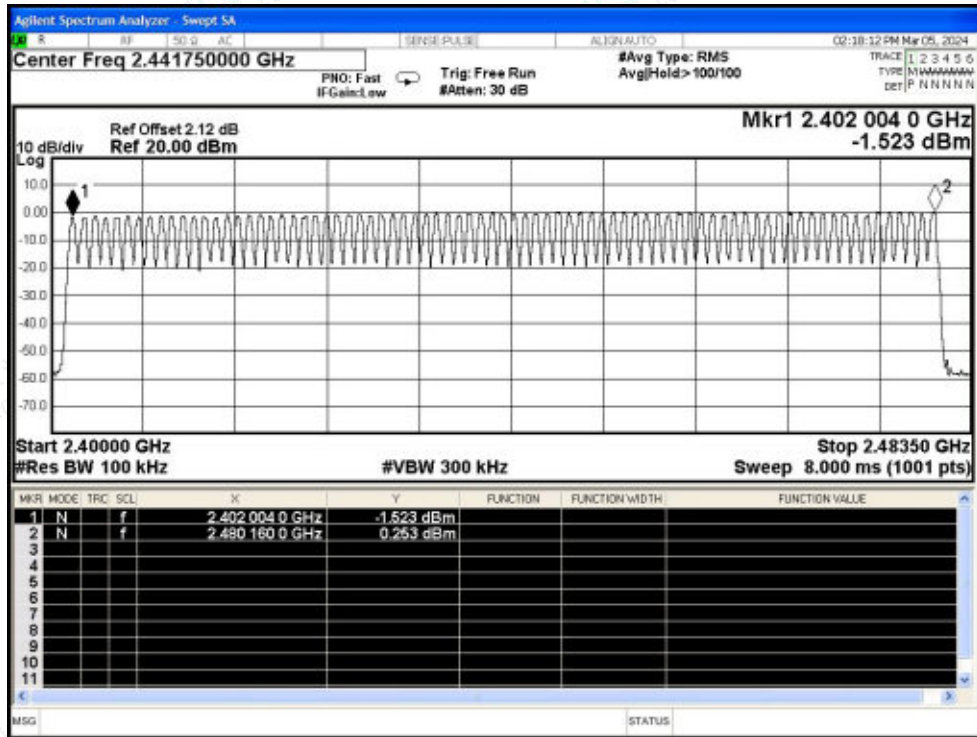 Agilent Spectrum Analyzer - Swept SA
R RF 50 Ω AC SENSE:PULSE ALIGNAUTO 02:18:12 PM Mar 05, 2024
Center Freq 2.441750000 GHz #Avg Type: RMS TRACE 1 2 3 4 5 6
PNO: Fast Trig: Free Run Avg|Hold:> 100/100 TYPE M WWWWW
IFGain:Low #Atten: 30 dB DET P N N N N N
Mkr1 2.402 004 0 GHz
Ref Offset 2.12 dB
10 dB/div Ref 20.00 dBm -1.523 dBm
Log
10.0
1 2
0.00
-10.0
-20.0
-30.0
-40.0
-50.0
-60.0
-70.0
Start 2.40000 GHz Stop 2.48350 GHz
#Res BW 100 kHz #VBW 300 kHz Sweep 8.000 ms (1001 pts)
MKR MODE TRC SCL X Y FUNCTION FUNCTION WIDTH FUNCTION VALUE
1 N f 2.402 004 0 GHz -1.523 dBm
2 N f 2.480 160 0 GHz 0.253 dBm
3
4
5
6
7
8
9
10
11
MSG STATUS